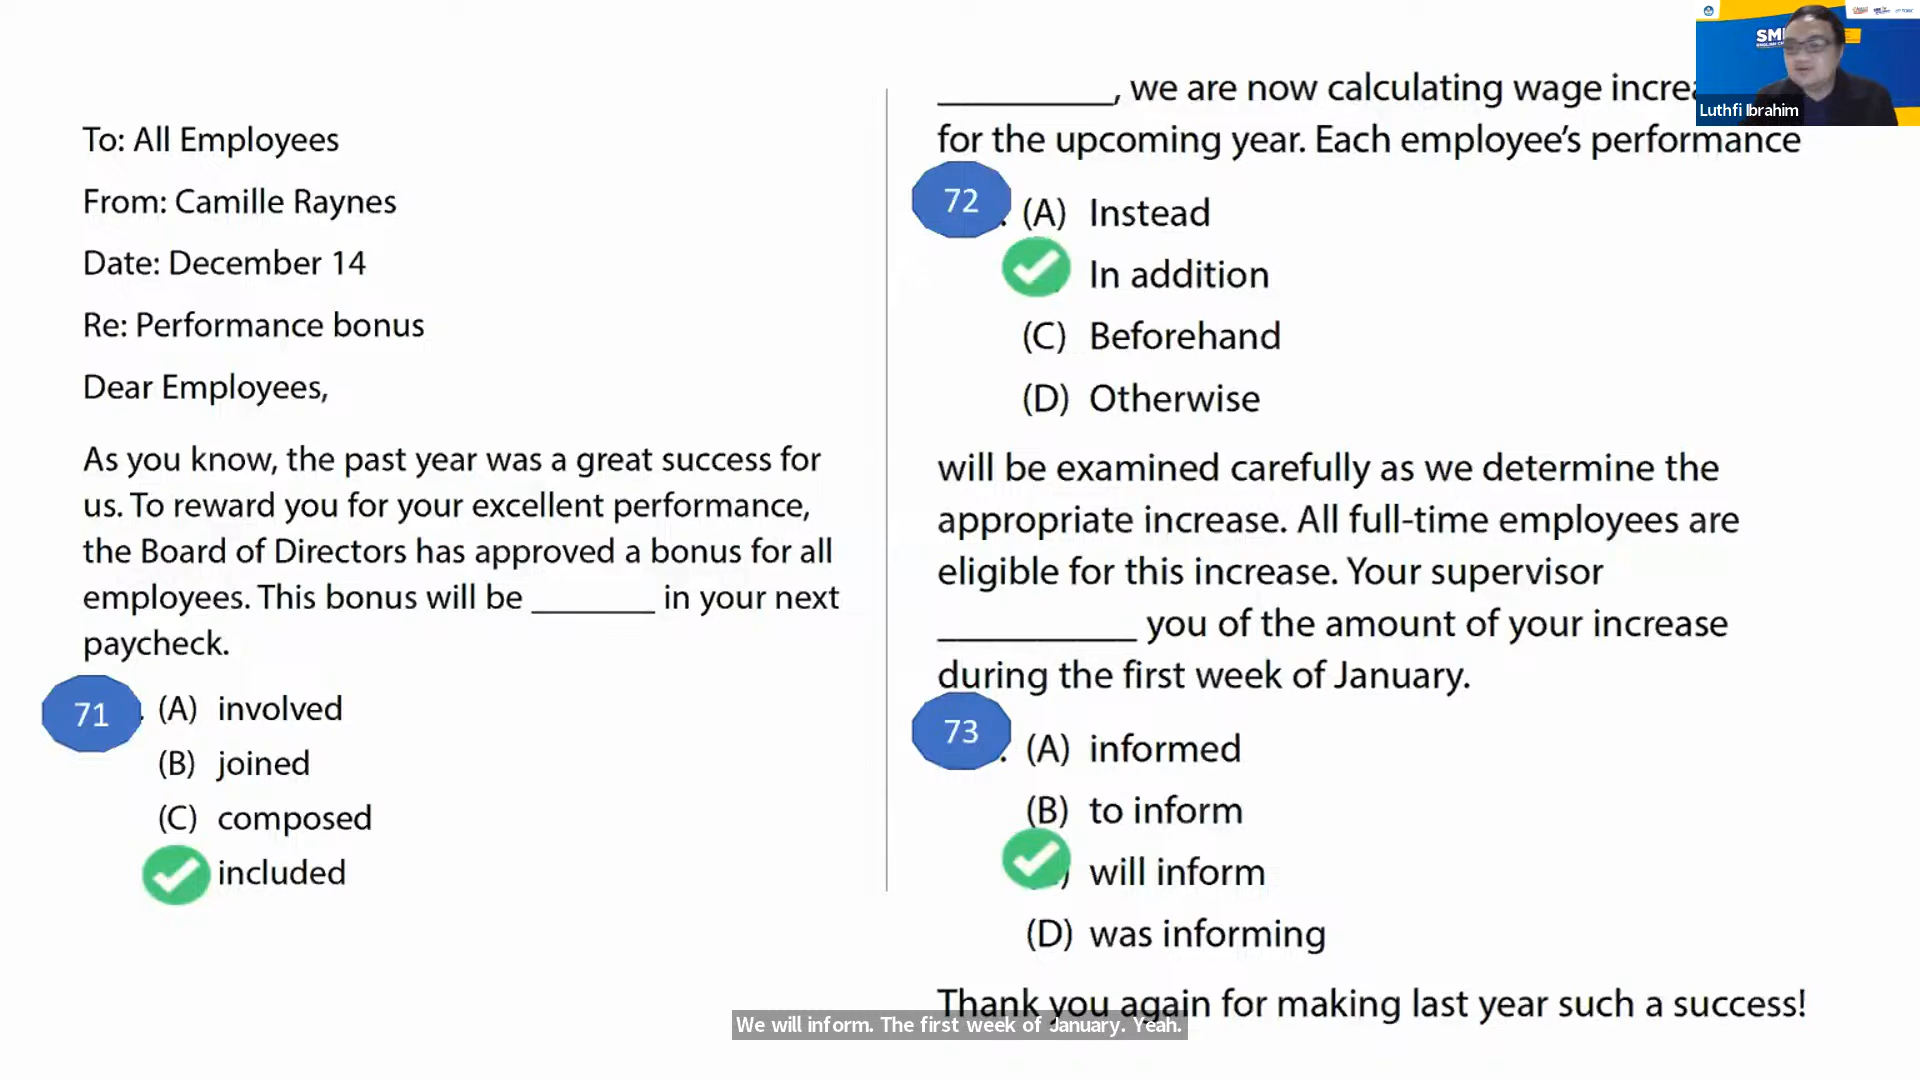 To: All Employees
From: Camille Raynes
Date: December 14
Re: Performance bonus
Dear Employees,
As you know, the past year was a great success for
us. To reward you for your excellent performance,
the Board of Directors has approved a bonus for all
employees. This bonus will be _______ in your next
paycheck.
71 . (A) involved
(B) joined
(C) composed
included
_________, we are now calculating wage
for the upcoming year. Each employee's performance
72 . (A) Instead
In addition
(C) Beforehand
(D) Otherwise
will be examined carefully as we determine the
appropriate increase. All full-time employees are
eligible for this increase. Your supervisor
__________ you of the amount of your increase
during the first week of January.
73 . (A) informed
(B) to inform
) will inform
(D) was informing
Thank you again for making last year such a success!
We will inform. The first week of January. Yeah.
Luthfi Ibrahim